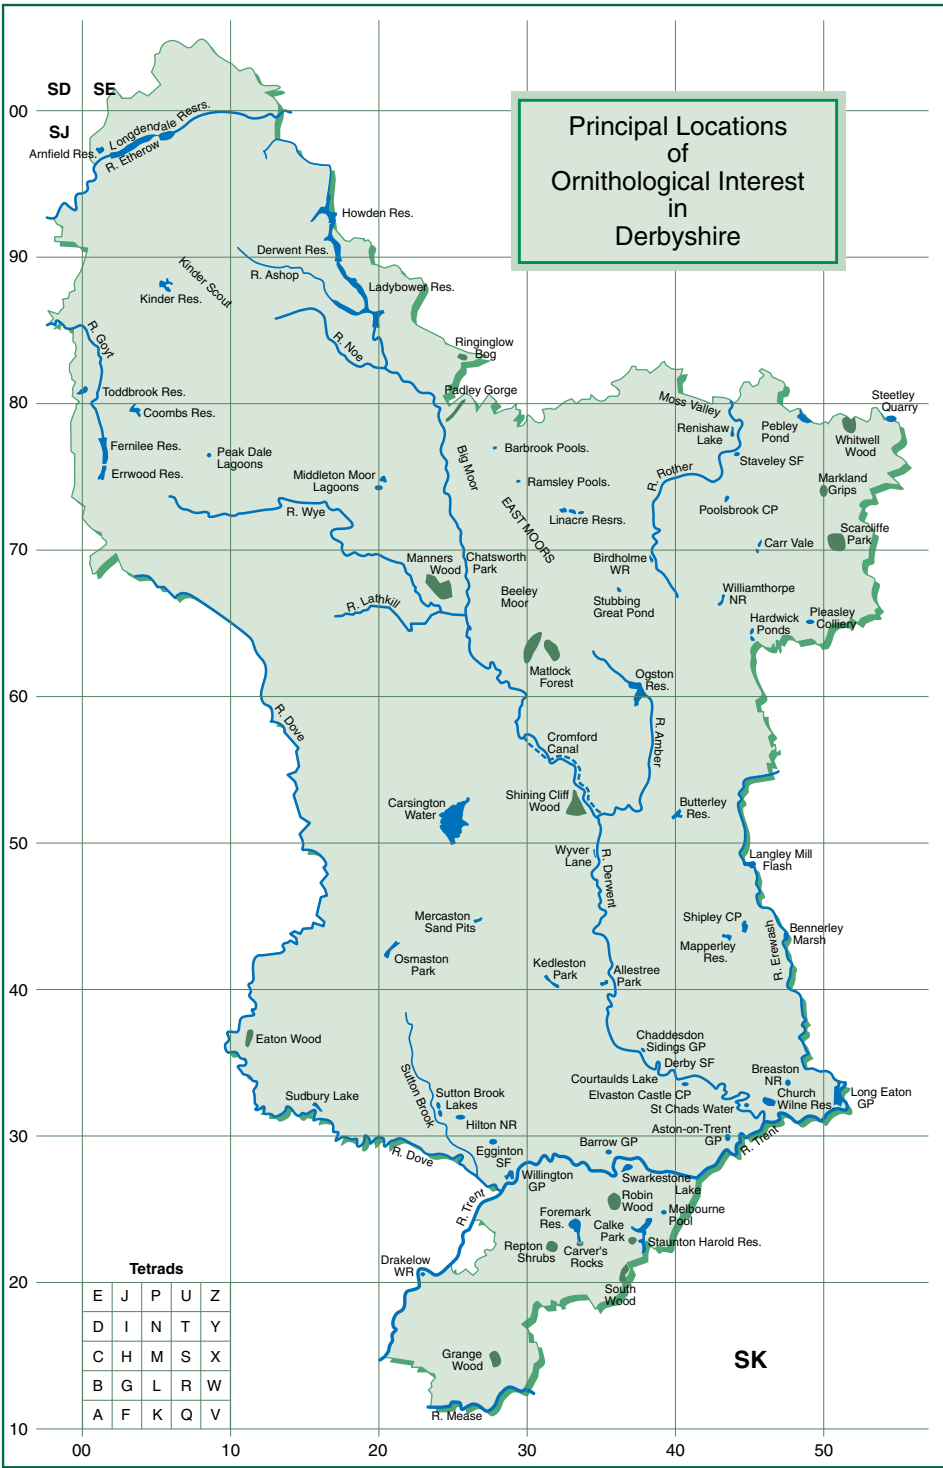 SD
SE
00
SJ
Principal Locations
of
Ornithological Interest
in
Derbyshire
Longdendale Resrs.
Arnfield Res.
R. Etherow
Howden Res.
Derwent Res.
90
R. Ashop
Kinder Scout
Ladybower Res.
Kinder Res.
R. Goyt
R. Noe
Ringinglow
Bog
Toddbrook Res.
Padley Gorge
80
Coombs Res.
Moss Valley
Steetley
Quarry
Renishaw
Lake
Pebley
Pond
Whitwell
Wood
Fernilee Res.
Peak Dale
Lagoons
Big Moor
Barbrook Pools.
Staveley SF
Errwood Res.
Middleton Moor
Lagoons
R. Rother
Ramsley Pools.
Markland
Grips
R. Wye
EAST MOORS
Linacre Resrs.
Poolsbrook CP
Scarcliffe
Park
70
Carr Vale
Manners
Wood
Chatsworth
Park
Birdholme
WR
R. Lathkill
Beeley
Moor
Stubbing
Great Pond
Williamthorpe
NR
Hardwick
Ponds
Pleasley
Colliery
Matlock
Forest
Ogston
Res.
60
R. Dove
R. Amber
Cromford
Canal
Shining Cliff
Wood
Carsington
Water
Butterley
Res.
50
Wyver
Lane
R. Derwent
Langley Mill
Flash
Mercaston
Sand Pits
Shipley CP
R. Erewash
Bennerley
Marsh
Mapperley
Res.
Osmaston
Park
Kedleston
Park
Allestree
Park
40
Eaton Wood
Chaddesdon
Sidings GP
Derby SF
Sutton Brook
Courtaulds Lake
Breaston
NR
Elvaston Castle CP
Church
Wilne Res.
Long Eaton
GP
Sudbury Lake
Sutton Brook
Lakes
St Chads Water
Hilton NR
Aston-on-Trent
GP
30
R. Dove
Egginton
SF
Barrow GP
R. Trent
Willington
GP
Swarkestone
Lake
R. Trent
Robin
Wood
Foremark
Res.
Melbourne
Pool
Calke
Park
Repton
Shrubs
Carver's
Rocks
Staunton Harold Res.
Drakelow
WR
20
South
Wood
Tetrads
E J P U Z
D I N T Y
C H M S X
B G L R W
A F K Q V
Grange
Wood
SK
R. Mease
10
00 10 20 30 40 50